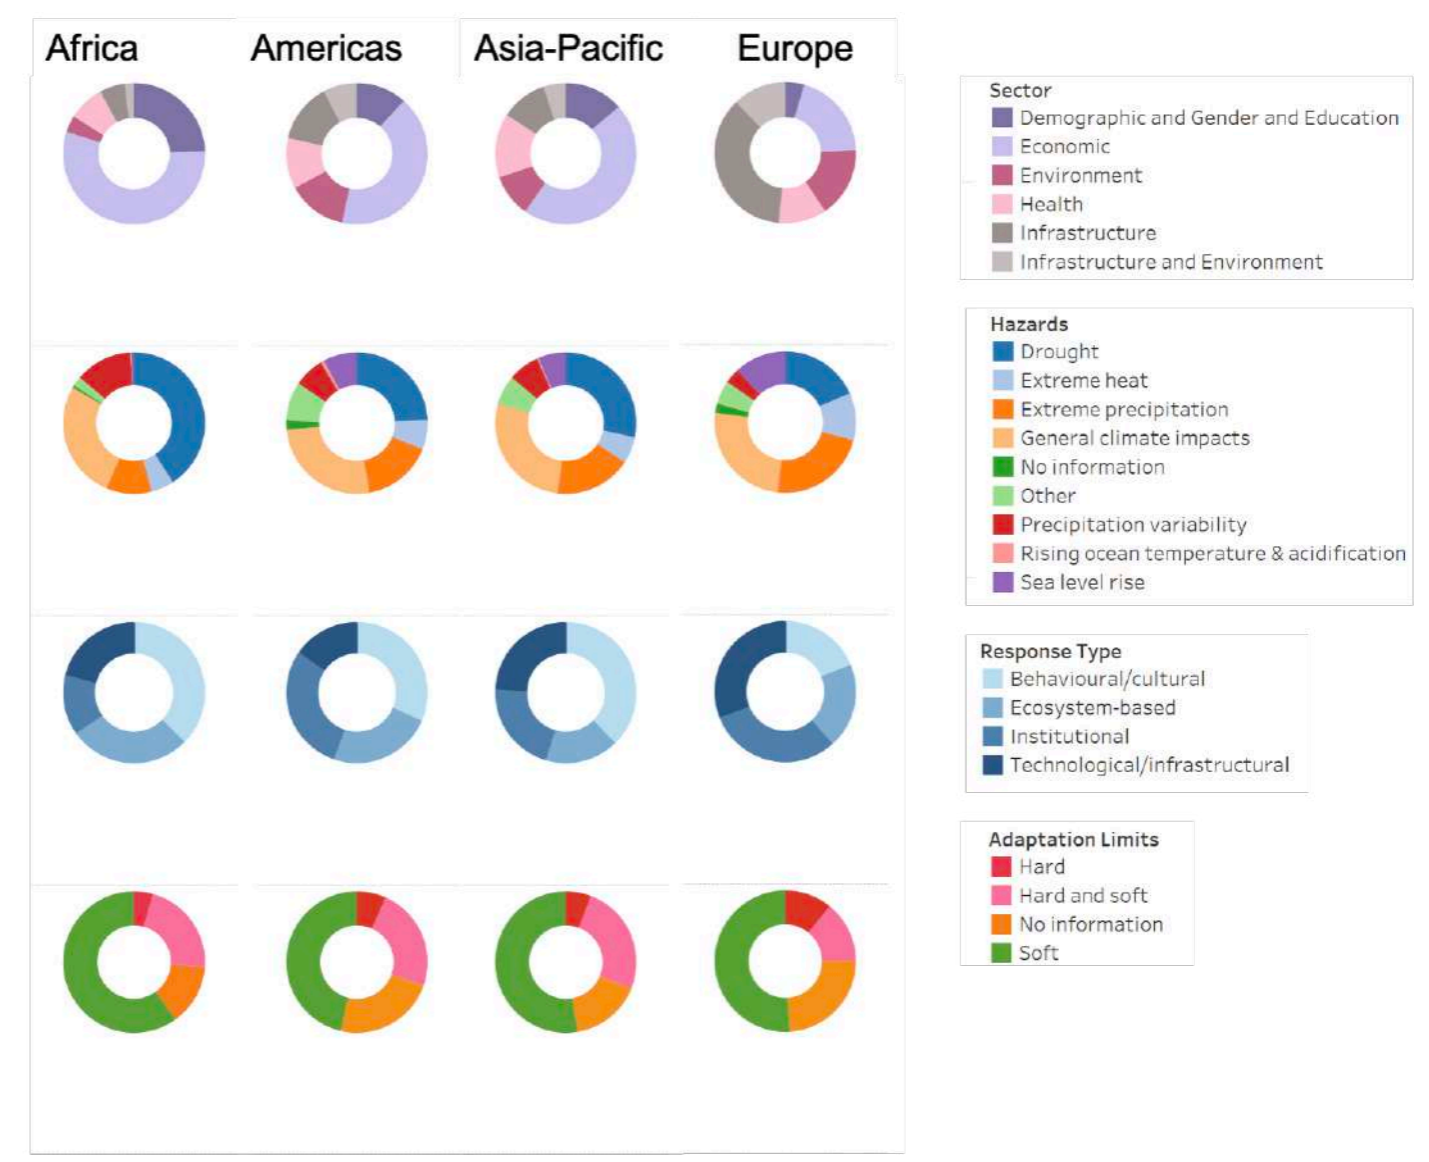 Africa
Americas
Asia-Pacific
Europe
Sector
Demographic and Gender and Education
Economic
Environment
Health
Infrastructure
Infrastructure and Environment
Hazards
Drought
Extreme heat
Extreme precipitation
General climate impacts
No information
Other
Precipitation variability
Rising ocean temperature & acidification
Sea level rise
Response Type
Behavioural/cultural
Ecosystem-based
Institutional
Technological/infrastructural
Adaptation Limits
Hard
Hard and soft
No information
Soft